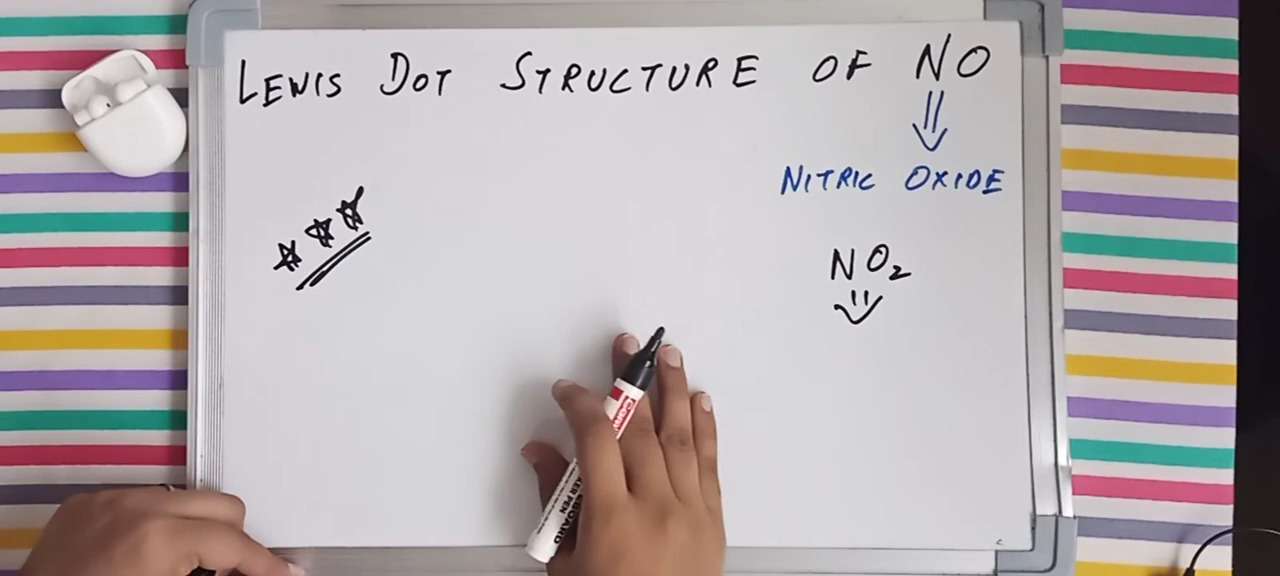 LEWIS DOT STRUCTURE OF NO
NITRIC OXIDE
NO2